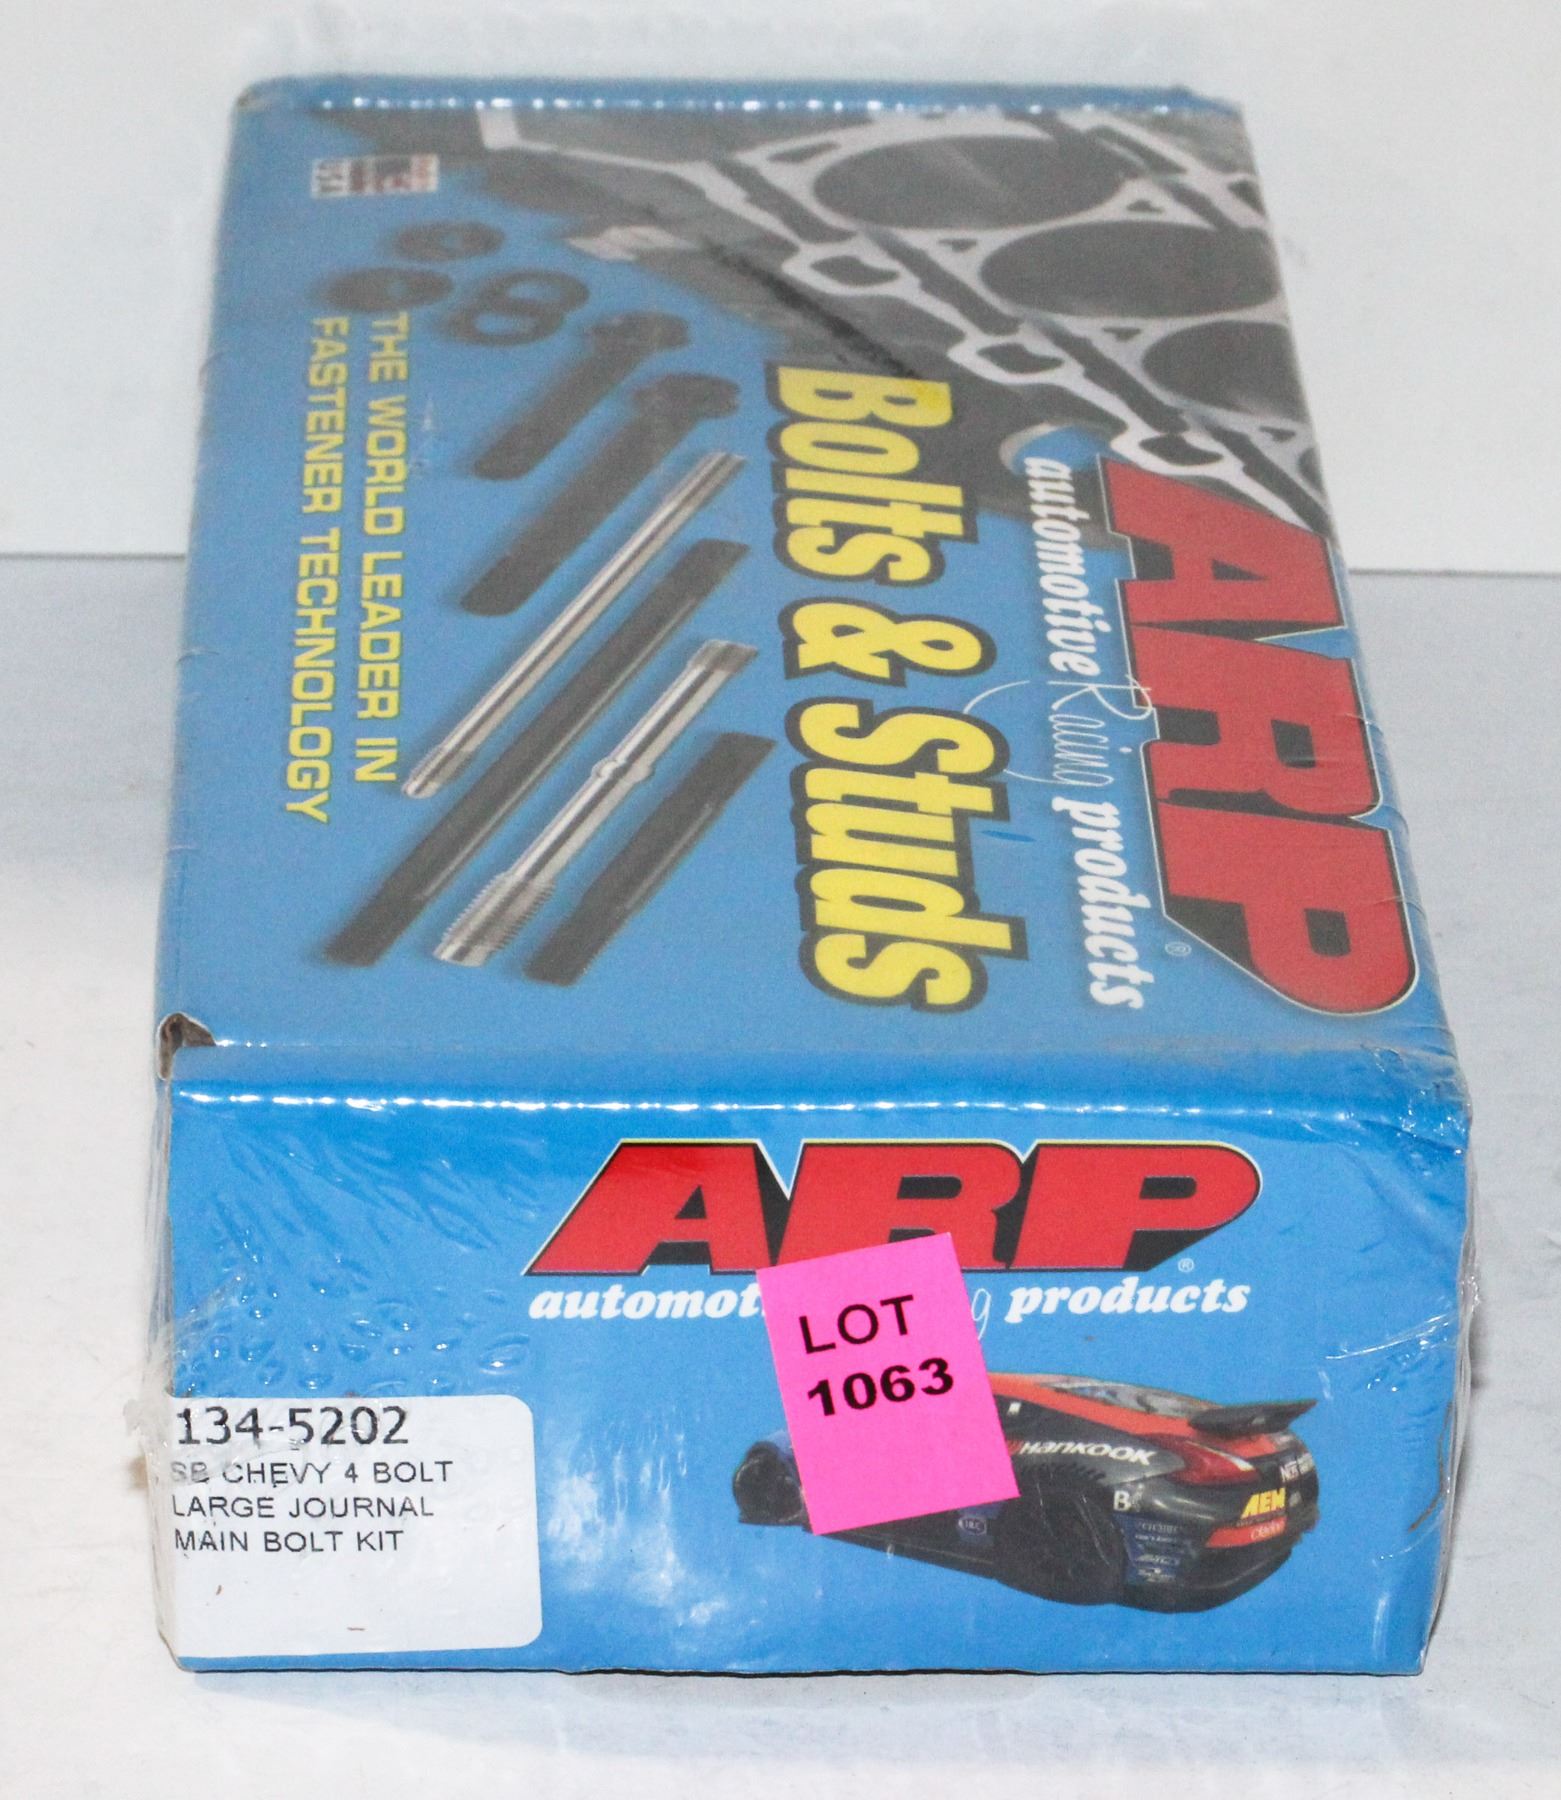 ARP
automotive Racing products
®
Bolts & Studs
THE WORLD LEADER IN
FASTENER TECHNOLOGY
USA
ARP
®
products
LOT
1063
HANKOOK
AEM
134-5202
SB CHEVY 4 BOLT
LARGE JOURNAL
MAIN BOLT KIT